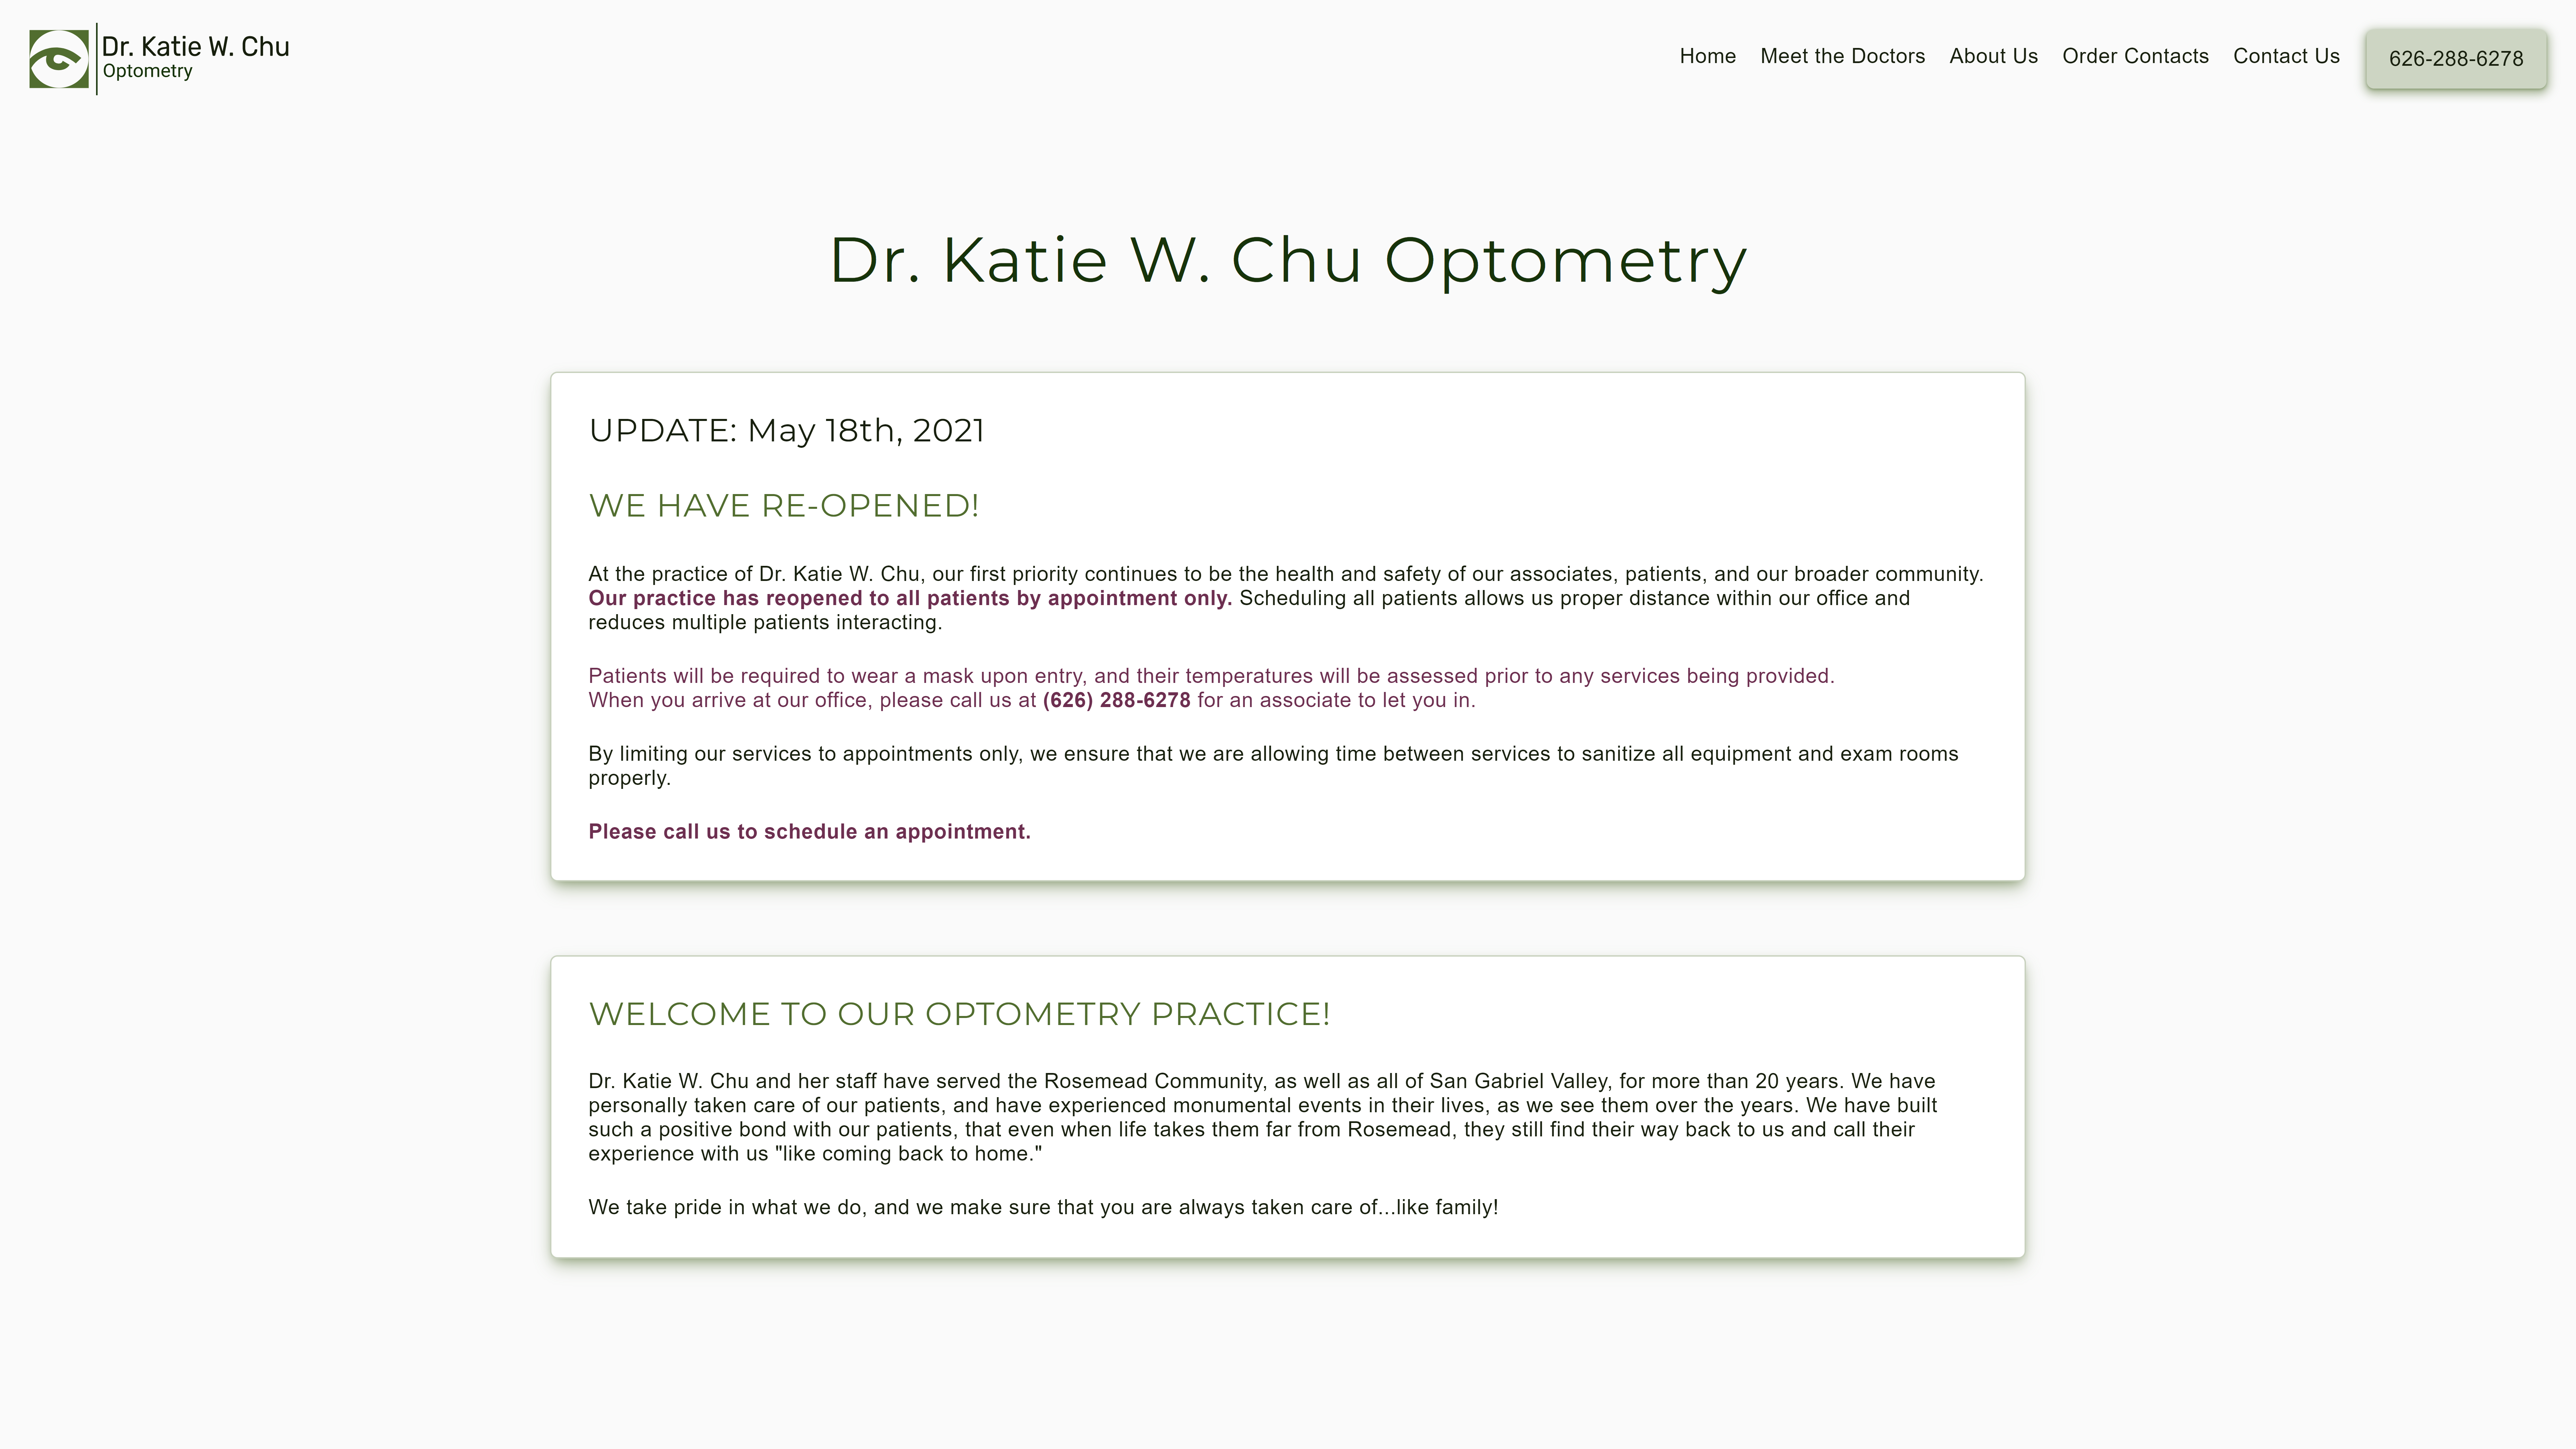 Dr. Katie W. Chu
Optometry
Home Meet the Doctors About Us Order Contacts Contact Us 626-288-6278
Dr. Katie W. Chu Optometry
UPDATE: May 18th, 2021
WE HAVE RE-OPENED!
At the practice of Dr. Katie W. Chu, our first priority continues to be the health and safety of our associates, patients, and our broader community.
Our practice has reopened to all patients by appointment only. Scheduling all patients allows us proper distance within our office and
reduces multiple patients interacting.
Patients will be required to wear a mask upon entry, and their temperatures will be assessed prior to any services being provided.
When you arrive at our office, please call us at (626) 288-6278 for an associate to let you in.
By limiting our services to appointments only, we ensure that we are allowing time between services to sanitize all equipment and exam rooms
properly.
Please call us to schedule an appointment.
WELCOME TO OUR OPTOMETRY PRACTICE!
Dr. Katie W. Chu and her staff have served the Rosemead Community, as well as all of San Gabriel Valley, for more than 20 years. We have
personally taken care of our patients, and have experienced monumental events in their lives, as we see them over the years. We have built
such a positive bond with our patients, that even when life takes them far from Rosemead, they still find their way back to us and call their
experience with us "like coming back to home."
We take pride in what we do, and we make sure that you are always taken care of...like family!